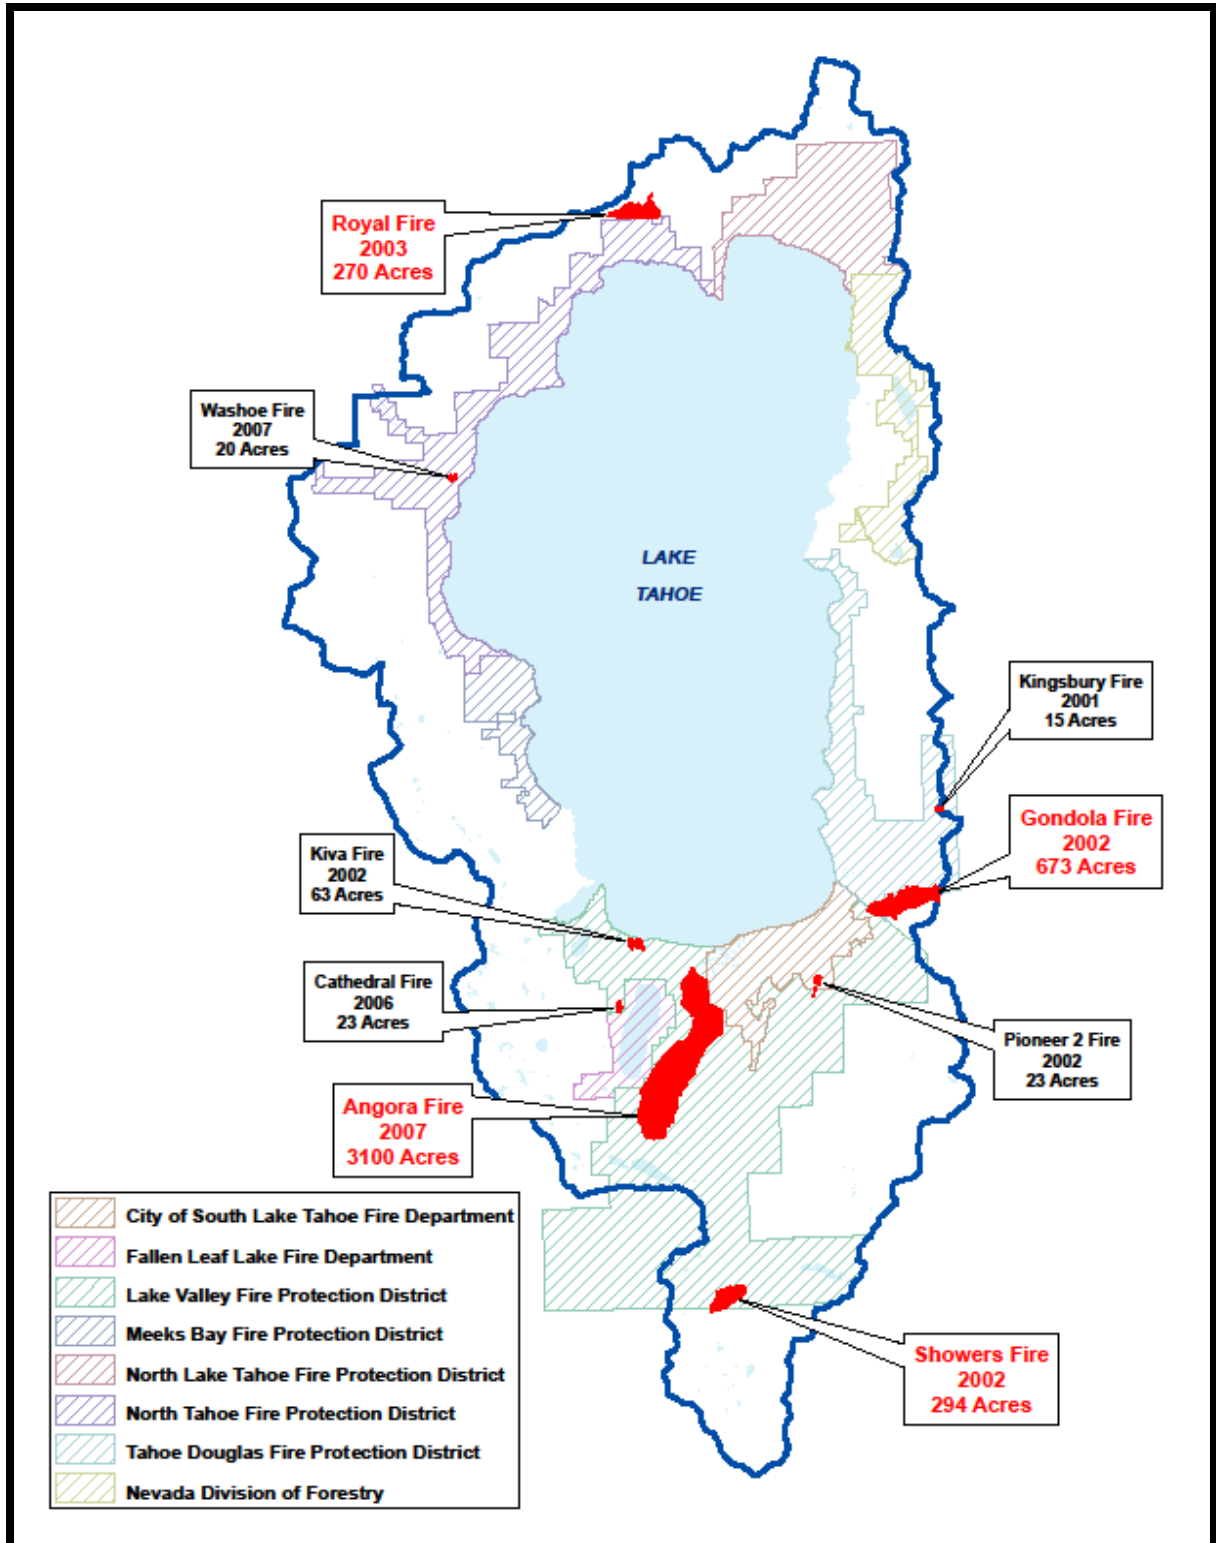 Royal Fire
2003
270 Acres
Washoe Fire
2007
20 Acres
LAKE
TAHOE
Kingsbury Fire
2001
15 Acres
Gondola Fire
2002
673 Acres
Kiva Fire
2002
63 Acres
Cathedral Fire
2006
23 Acres
Pioneer 2 Fire
2002
23 Acres
Angora Fire
2007
3100 Acres
City of South Lake Tahoe Fire Department
Fallen Leaf Lake Fire Department
Lake Valley Fire Protection District
Meeks Bay Fire Protection District
North Lake Tahoe Fire Protection District
North Tahoe Fire Protection District
Tahoe Douglas Fire Protection District
Nevada Division of Forestry
Showers Fire
2002
294 Acres